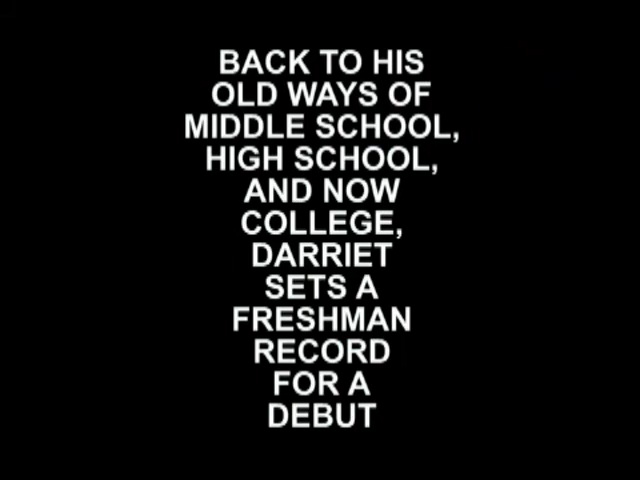 BACK TO HIS
OLD WAYS OF
MIDDLE SCHOOL,
HIGH SCHOOL,
AND NOW
COLLEGE,
DARRIET
SETS A
FRESHMAN
RECORD
FOR A
DEBUT